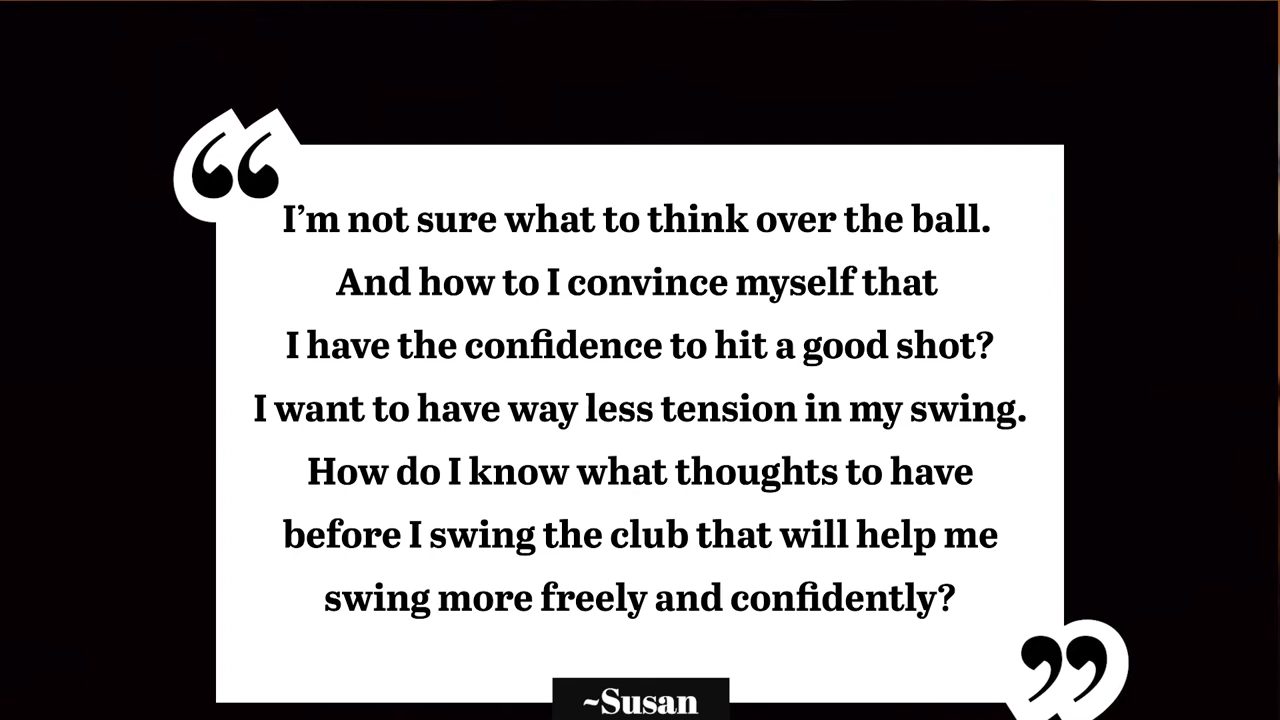 I’m not sure what to think over the ball.
And how to I convince myself that
I have the confidence to hit a good shot?
I want to have way less tension in my swing.
How do I know what thoughts to have
before I swing the club that will help me
swing more freely and confidently?
~Susan